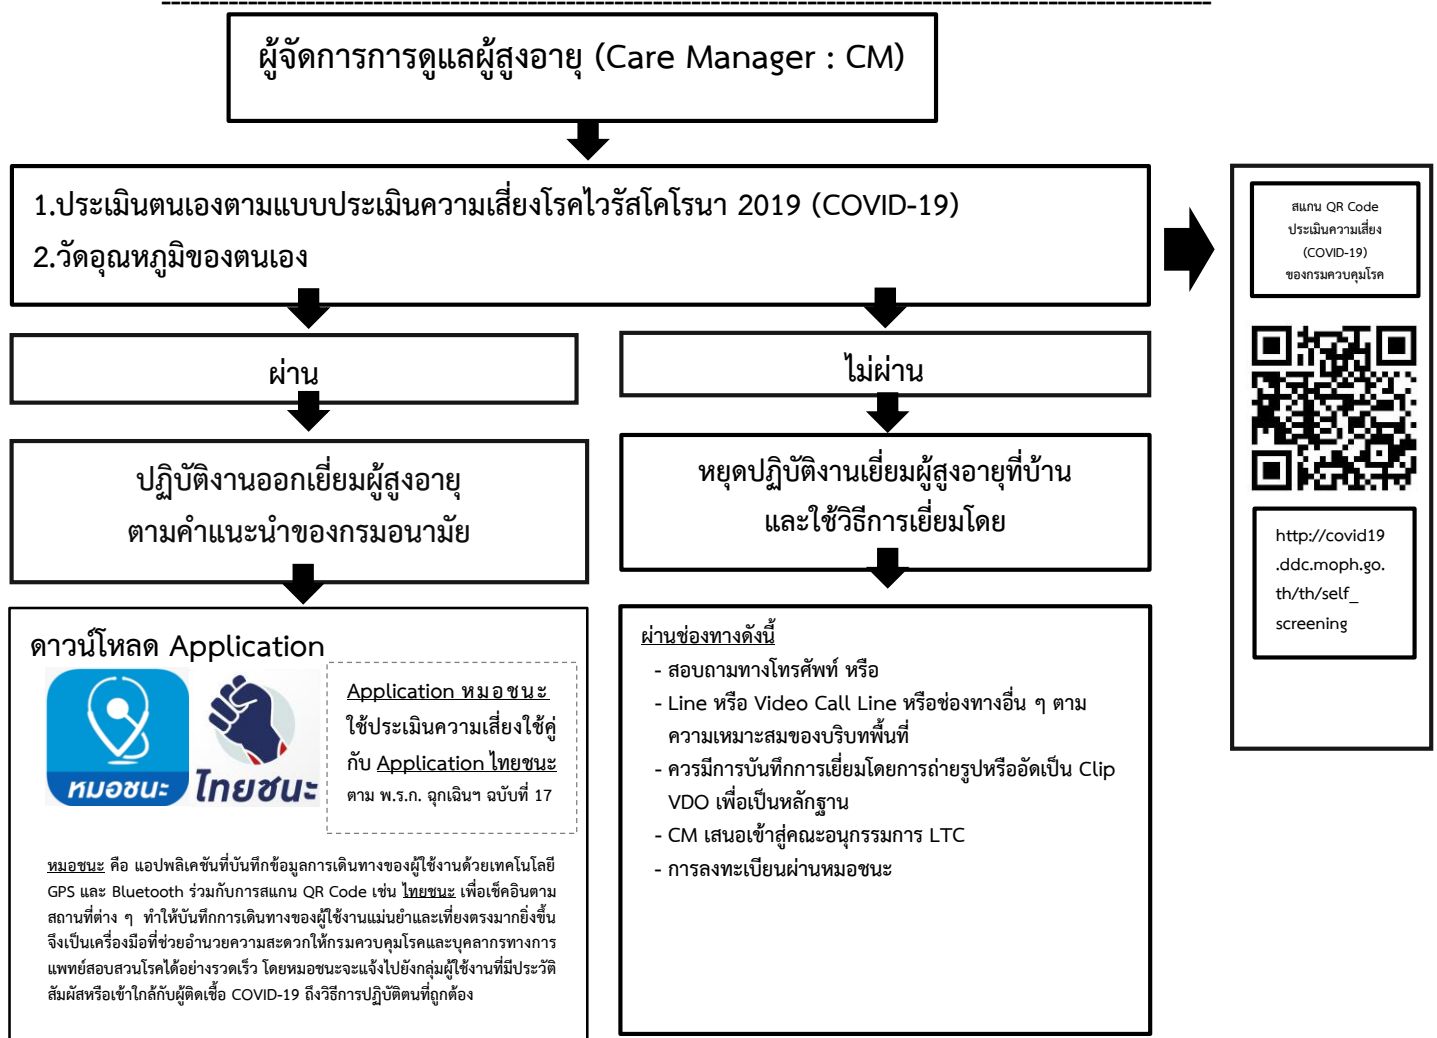 ผู้จัดการการดูแลผู้สูงอายุ (Care Manager : CM)
1.ประเมินตนเองตามแบบประเมินความเสี่ยงโรคไวรัสโคโรนา 2019 (COVID-19)
2.วัดอุณหภูมิของตนเอง
สแกน QR Code
ประเมินความเสี่ยง
(COVID-19)
ของกรมควบคุมโรค
http://covid19
.ddc.moph.go.
th/th/self_
screening
ผ่าน
ไม่ผ่าน
ปฏิบัติงานออกเยี่ยมผู้สูงอายุ
ตามคำแนะนำของกรมอนามัย
หยุดปฏิบัติงานเยี่ยมผู้สูงอายุที่บ้าน
และใช้วิธีการเยี่ยมโดย
ดาวน์โหลด Application
หมอชนะ
ไทยชนะ
Application หมอชนะ
ใช้ประเมินความเสี่ยงใช้คู่
กับ Application ไทยชนะ
ตาม พ.ร.ก. ฉุกเฉินฯ ฉบับที่ 17
หมอชนะ คือ แอปพลิเคชันที่บันทึกข้อมูลการเดินทางของผู้ใช้งานด้วยเทคโนโลยี
GPS และ Bluetooth ร่วมกับการสแกน QR Code เช่น ไทยชนะ เพื่อเช็คอินตาม
สถานที่ต่าง ๆ ทำให้บันทึกการเดินทางของผู้ใช้งานแม่นยำและเที่ยงตรงมากยิ่งขึ้น
จึงเป็นเครื่องมือที่ช่วยอำนวยความสะดวกให้กรมควบคุมโรคและบุคลากรทางการ
แพทย์สอบสวนโรคได้อย่างรวดเร็ว โดยหมอชนะจะแจ้งไปยังกลุ่มผู้ใช้งานที่มีประวัติ
สัมผัสหรือเข้าใกล้กับผู้ติดเชื้อ COVID-19 ถึงวิธีการปฏิบัติตนที่ถูกต้อง
ผ่านช่องทางดังนี้
- สอบถามทางโทรศัพท์ หรือ
- Line หรือ Video Call Line หรือช่องทางอื่น ๆ ตาม
ความเหมาะสมของบริบทพื้นที่
- ควรมีการบันทึกการเยี่ยมโดยการถ่ายรูปหรืออัดเป็น Clip
VDO เพื่อเป็นหลักฐาน
- CM เสนอเข้าสู่คณะอนุกรรมการ LTC
- การลงทะเบียนผ่านหมอชนะ